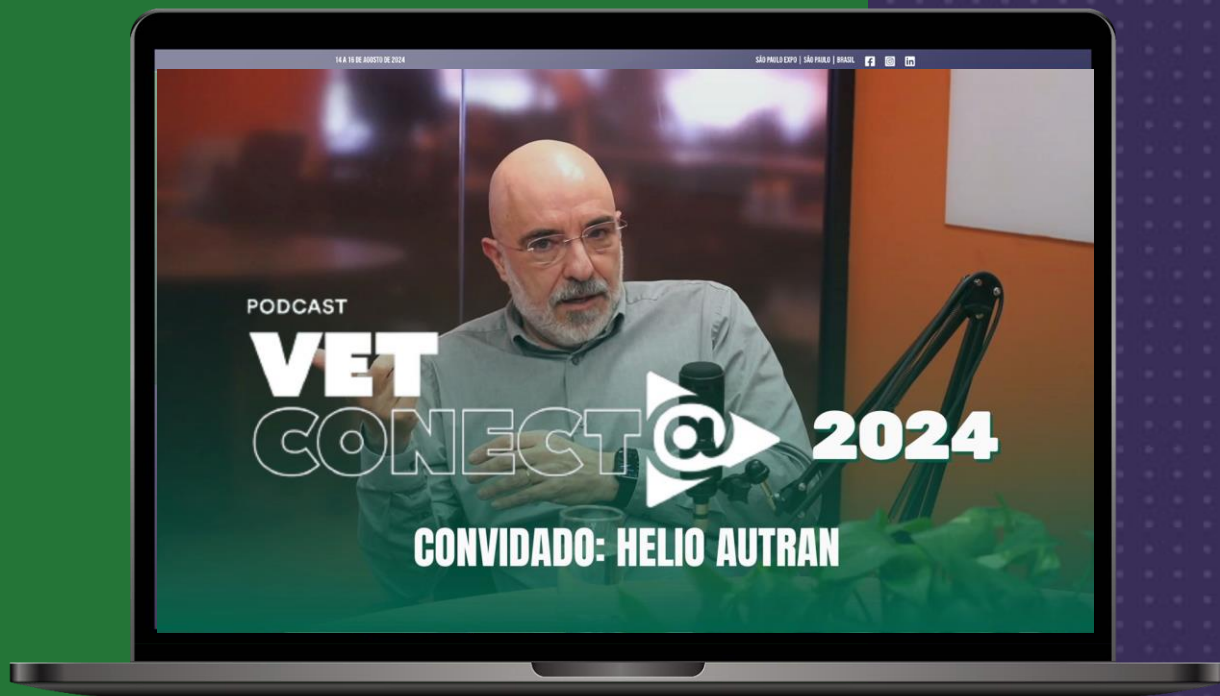 14 A 16 DE AGOSTO DE 2024
SÃO PAULO EXPO | SÃO PAULO | BRASIL
PODCAST
VET
CONECT@ 2024
CONVIDADO: HELIO AUTRAN